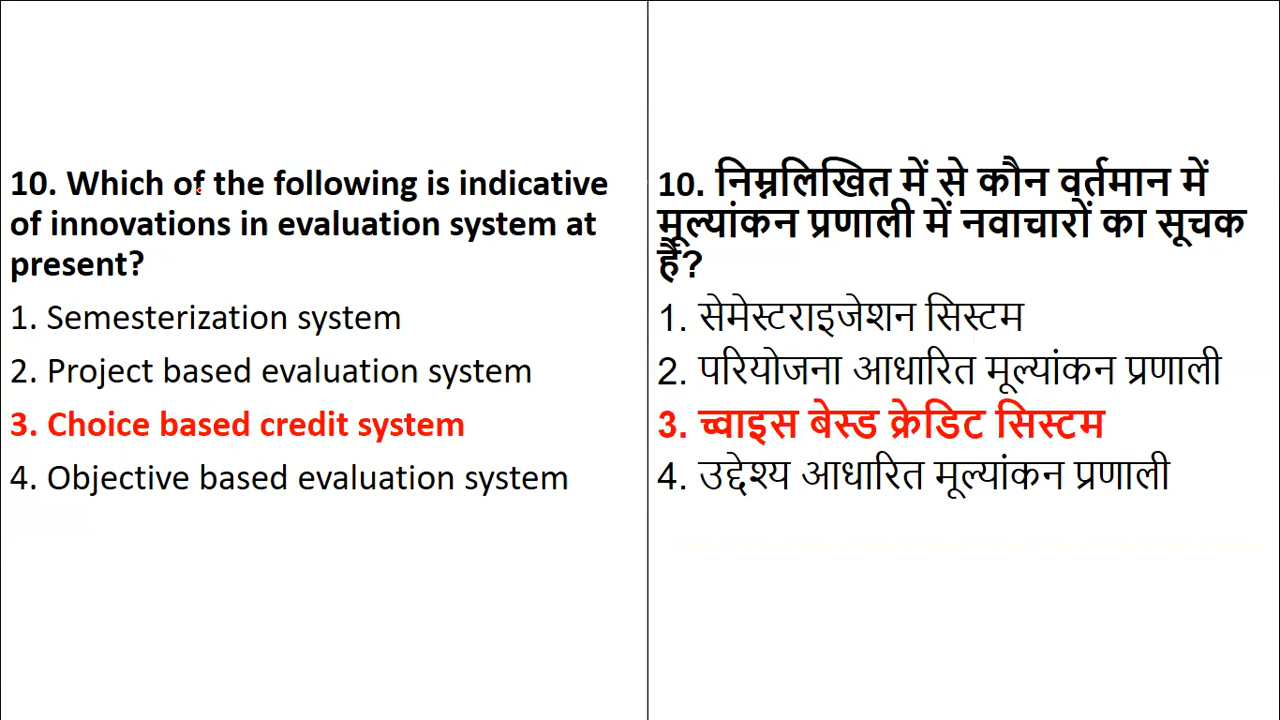 10. Which of the following is indicative
of innovations in evaluation system at
present?
1. Semesterization system
2. Project based evaluation system
3. Choice based credit system
4. Objective based evaluation system
10. निम्नलिखित में से कौन वर्तमान में
मूल्यांकन प्रणाली में नवाचारों का सूचक
है?
1. सेमेस्टराइजेशन सिस्टम
2. परियोजना आधारित मूल्यांकन प्रणाली
3. च्वाइस बेस्ड क्रेडिट सिस्टम
4. उद्देश्य आधारित मूल्यांकन प्रणाली